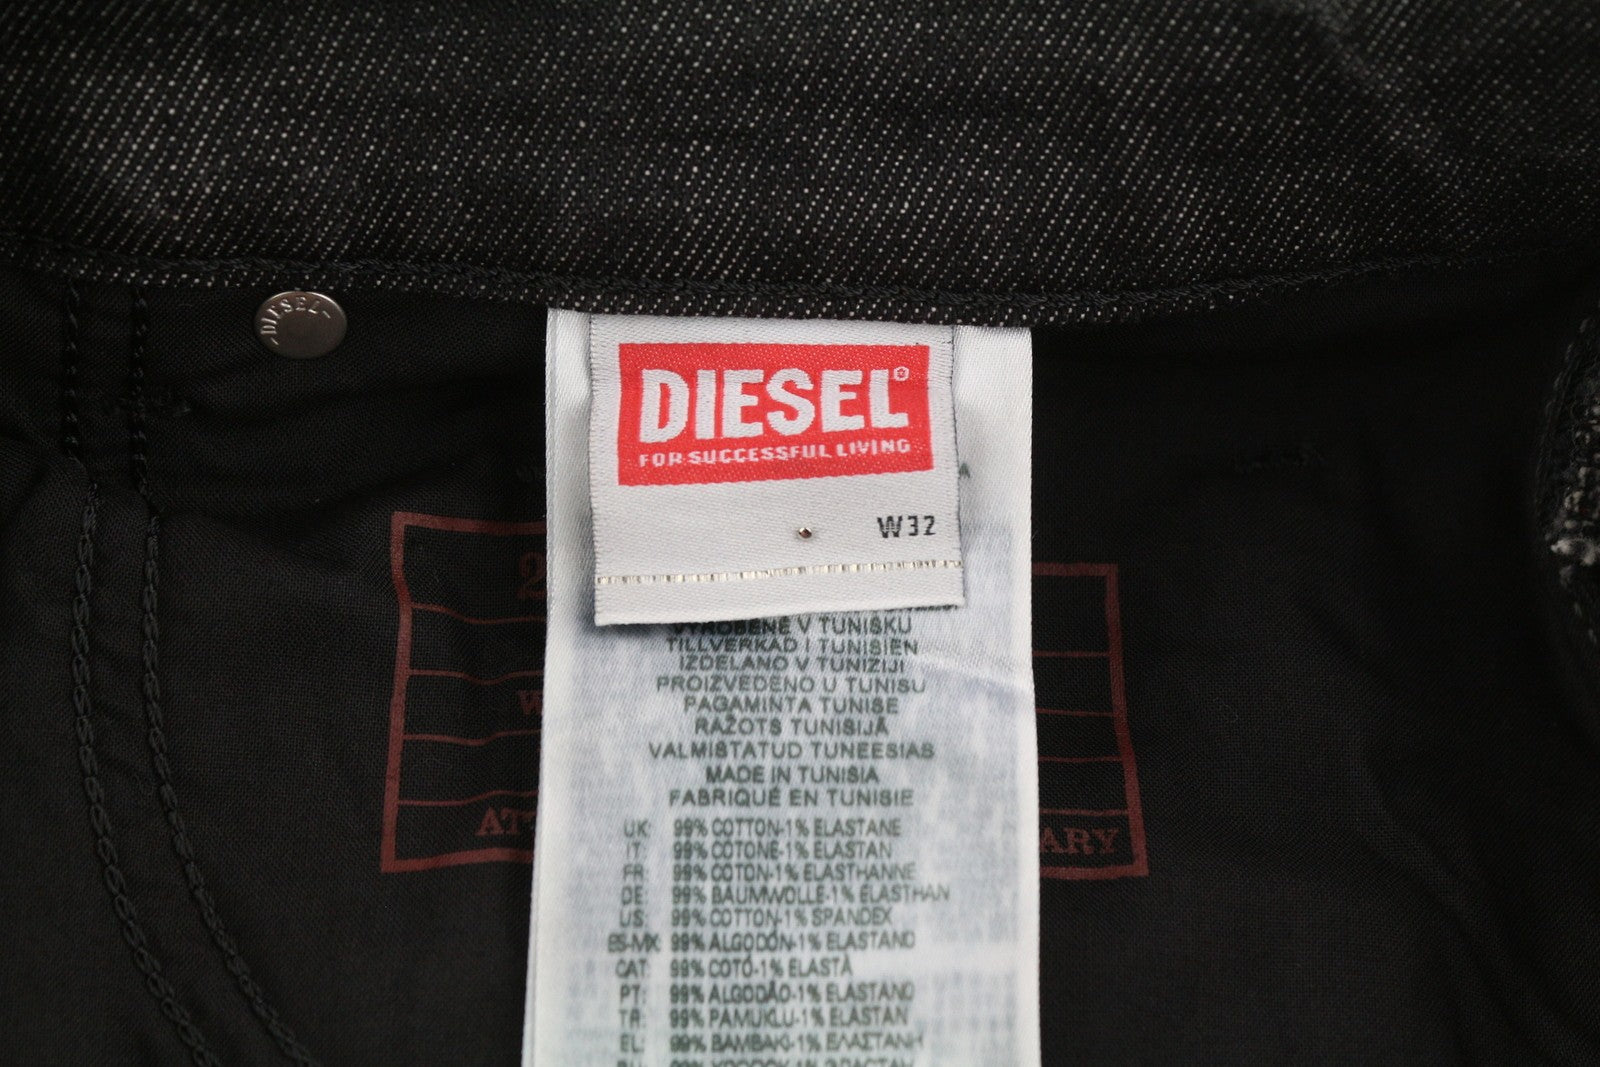 DIESEL
DIESEL
FOR SUCCESSFUL LIVING
W32
2
W
AT
ARY
VYROBENÉ V TUNISKU
TILLVERKAD I TUNISIEN
IZDELANO V TUNIZIJI
PROIZVEDENO U TUNISU
PAGAMINTA TUNISE
RAŽOTS TUNISIJĀ
VALMISTATUD TUNEESIAS
MADE IN TUNISIA
FABRIQUÉ EN TUNISIE
UK: 99% COTTON-1% ELASTANE
IT: 99% COTONE-1% ELASTAN
FR: 99% COTON-1% ELASTHANNE
DE: 99% BAUMWOLLE-1% ELASTHAN
US: 99% COTTON-1% SPANDEX
ES-MX: 99% ALGODÓN-1% ELASTANO
CAT: 99% COTÓ-1% ELASTÀ
PT: 99% ALGODÃO-1% ELASTANO
TR: 99% PAMUKLU-1% ELASTAN
EL: 99% ΒΑΜΒΑΚΙ-1% ΕΛΑΣΤΑΝΗ